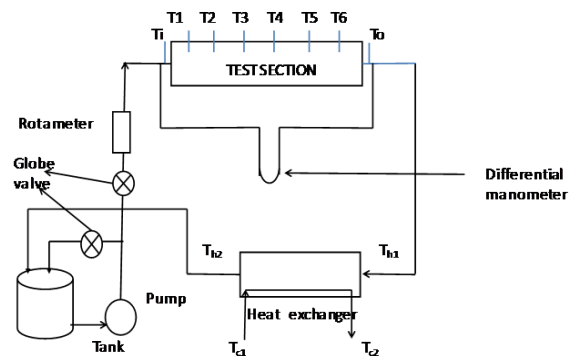 T1 T2 T3 T4 T5 T6
Ti
To
TEST SECTION
Rotameter
Globe
valve
Differential
manometer
Th2
Th1
Pump
Heat exchanger
Tank
Tc1
Tc2